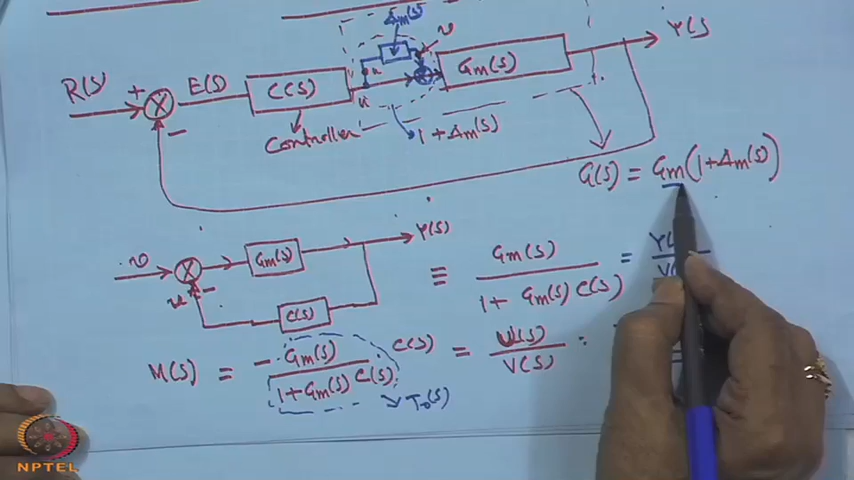 Δm(s)
v
R(s) + E(s) C(s) u u Gm(s) Y(s)
-
Controller 1 + Δm(s)
G(s) = Gm(1+Δm(s))
v Gm(s) Y(s) ≡ Gm(s) / 1 + Gm(s) C(s) =
u - C(s)
M(s) = - Gm(s) / 1 + Gm(s) C(s) C(s) = U(s) / V(s) :
T0(s)
NPTEL